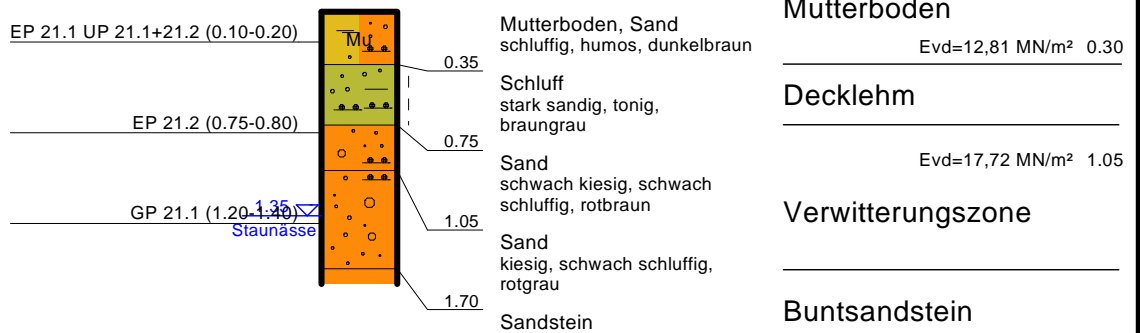 EP 21.1 UP 21.1+21.2 (0.10-0.20)
EP 21.2 (0.75-0.80)
GP 21.1 (1.20-1.40)
1.35
Staunässe
Mu
0.35
0.75
1.05
1.70
Mutterboden, Sand
schluffig, humos, dunkelbraun
Schluff
stark sandig, tonig,
braungrau
Sand
schwach kiesig, schwach
schluffig, rotbraun
Sand
kiesig, schwach schluffig,
rotgrau
Sandstein
Mutterboden
Evd=12,81 MN/m² 0.30
Decklehm
Evd=17,72 MN/m² 1.05
Verwitterungszone
Buntsandstein